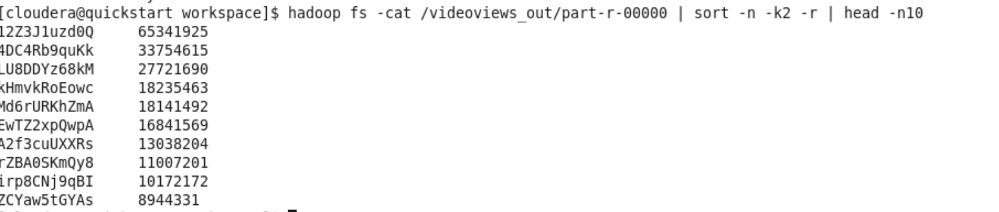 [cloudera@quickstart workspace]$ hadoop fs -cat /videoviews_out/part-r-00000 | sort -n -k2 -r | head -n10
12Z3J1uzd0Q 65341925
4DC4Rb9quKk 33754615
LU8DDYz68kM 27721690
kHmvkRoEowc 18235463
Md6rURKhZmA 18141492
EwTZ2xpQwpA 16841569
A2f3cuUXXRs 13038204
rZBA0SKmQy8 11007201
irp8CNj9qBI 10172172
ZCYaw5tGYAs 8944331